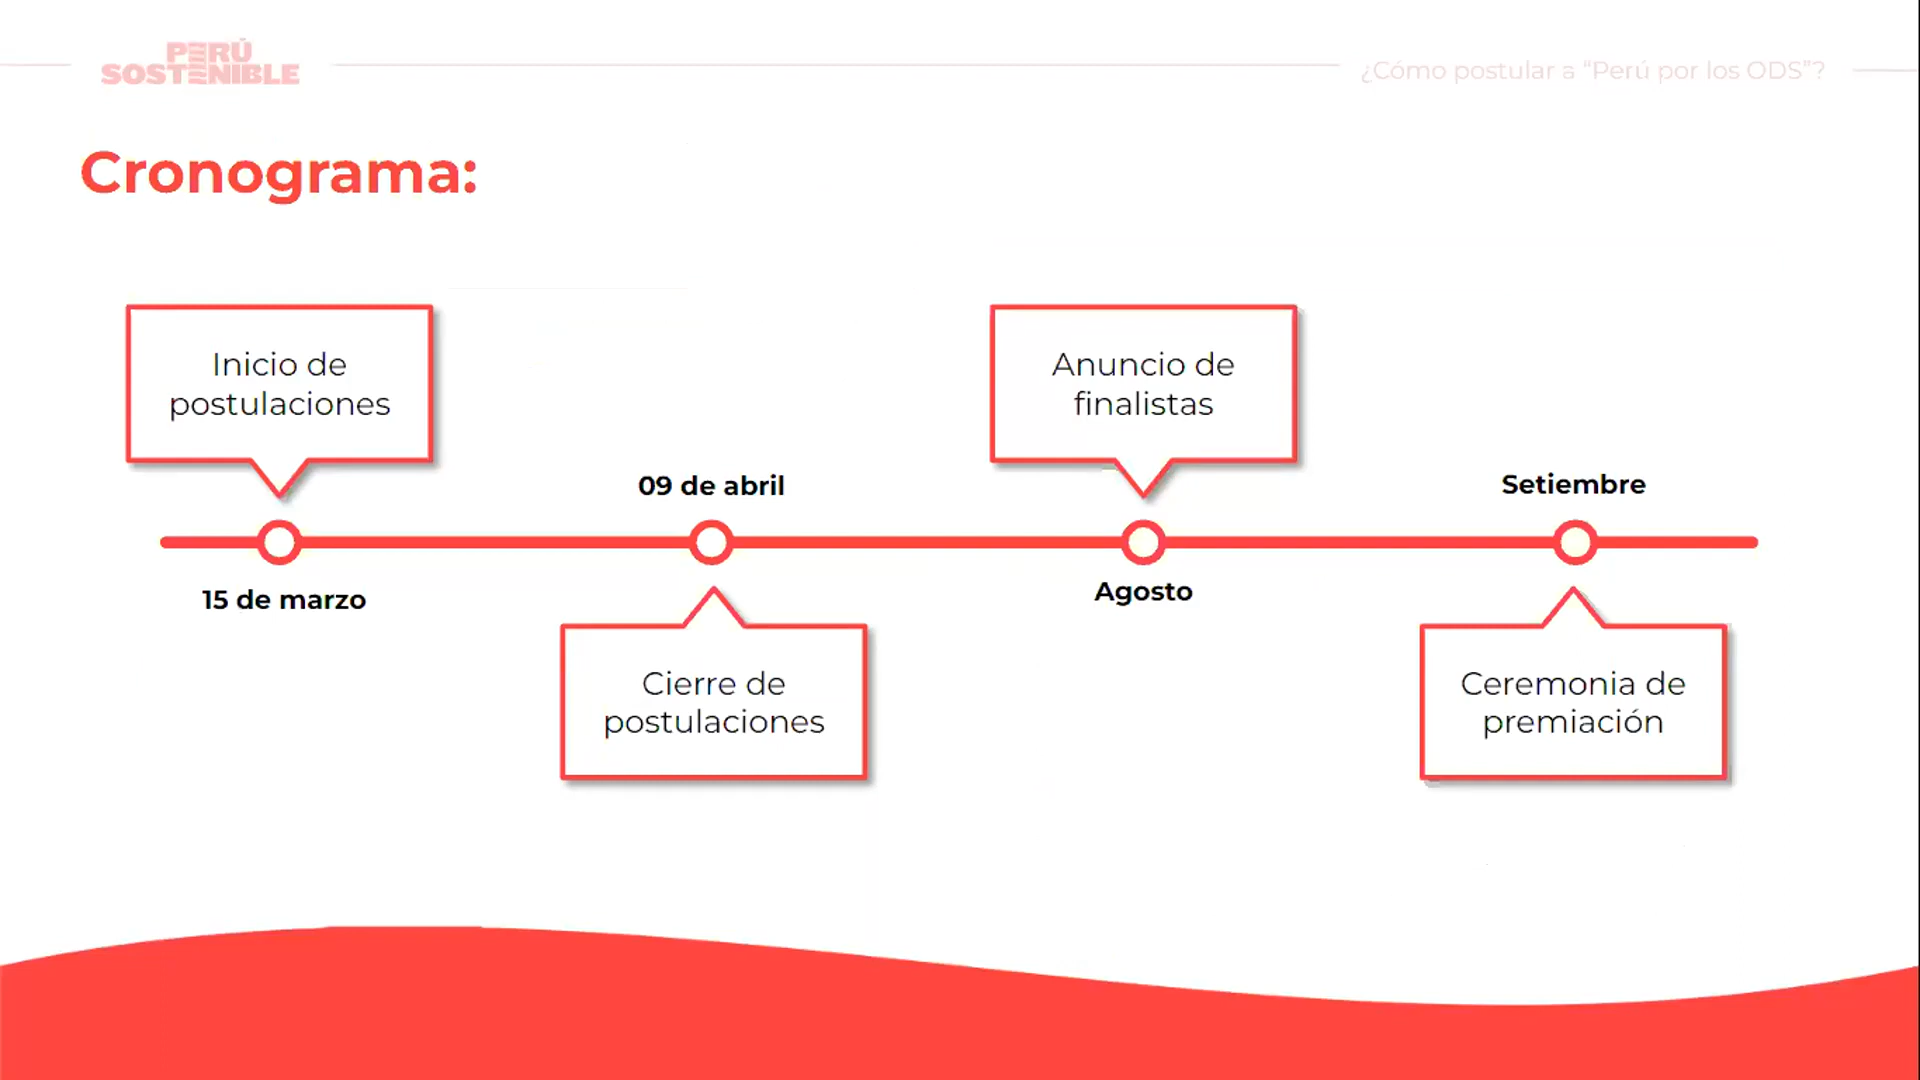 PERÚ
SOSTENIBLE
¿Cómo postular a “Perú por los ODS”?
Cronograma:
Inicio de
postulaciones
15 de marzo
09 de abril
Cierre de
postulaciones
Anuncio de
finalistas
Agosto
Setiembre
Ceremonia de
premiación